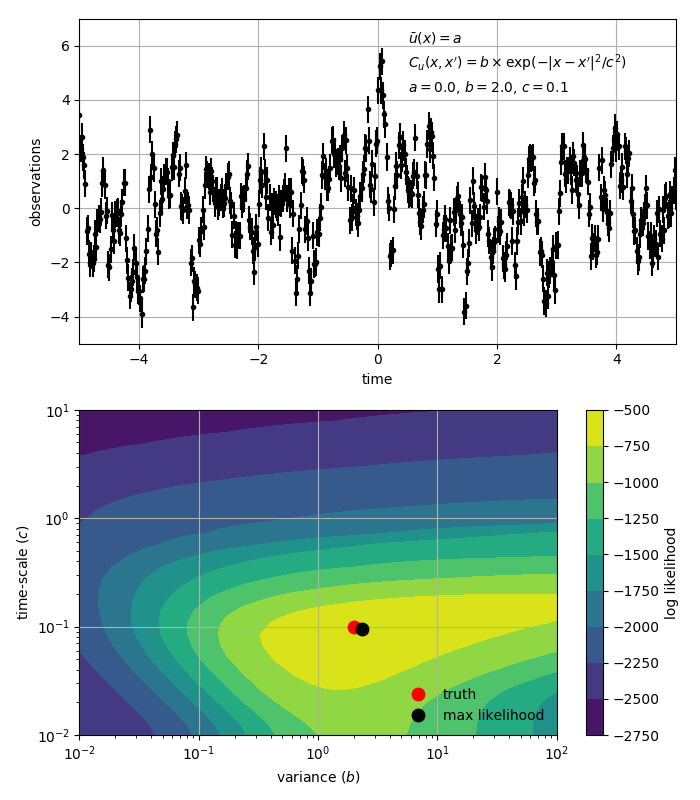 6
4
2
0
−2
−4
observations
ū(x) = a
C_u(x, x′) = b × exp(−|x − x′|²/c²)
a = 0.0, b = 2.0, c = 0.1
−4 −2 0 2 4
time
10¹
10⁰
10⁻¹
10⁻²
time-scale (c)
truth
max likelihood
10⁻² 10⁻¹ 10⁰ 10¹ 10²
variance (b)
−500
−750
−1000
−1250
−1500
−1750
−2000
−2250
−2500
−2750
log likelihood